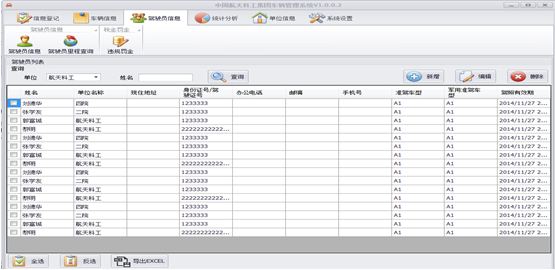 中国航天科工集团车辆管理系统V1.0.0.2
信息登记 车辆信息 驾驶员信息 统计分析 单位信息 系统设置
驾驶员信息 税金罚金
驾驶员信息 驾驶员里程查询 违规罚金
驾驶员列表
查询
单位 航天科工 姓名 查询 新增 编辑 删除
姓名 单位名称 现住地址 身份证号/驾驶证号 办公电话 邮编 手机号 准驾车型 军用准驾车型 驾照有效期
刘德华 四院 1233333 A1 A1 2014/11/27 2...
张学友 二院 1233333 A1 A1 2014/11/27 2...
郭富城 航天科工 1233333 A1 A1 2014/11/27 2...
黎明 航天科工 22222222222... A1 A1 2014/11/27 2...
刘德华 四院 1233333 A1 A1 2014/11/27 2...
张学友 二院 1233333 A1 A1 2014/11/27 2...
郭富城 航天科工 1233333 A1 A1 2014/11/27 2...
黎明 航天科工 22222222222... A1 A1 2014/11/27 2...
刘德华 四院 1233333 A1 A1 2014/11/27 2...
张学友 二院 1233333 A1 A1 2014/11/27 2...
郭富城 航天科工 1233333 A1 A1 2014/11/27 2...
黎明 航天科工 22222222222... A1 A1 2014/11/27 2...
刘德华 四院 1233333 A1 A1 2014/11/27 2...
张学友 二院 1233333 A1 A1 2014/11/27 2...
郭富城 航天科工 1233333 A1 A1 2014/11/27 2...
黎明 航天科工 22222222222... A1 A1 2014/11/27 2...
全选 反选 导出EXCEL